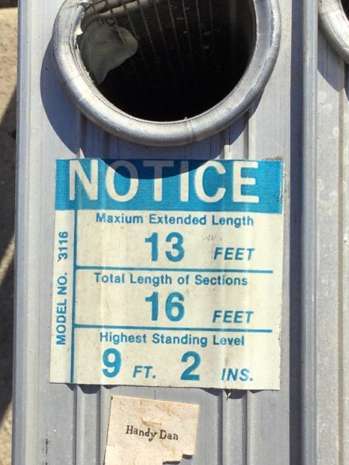 NOTICE
MODEL NO. 3116
Maxium Extended Length
13 FEET
Total Length of Sections
16 FEET
Highest Standing Level
9 FT. 2 INS.
Handy Dan